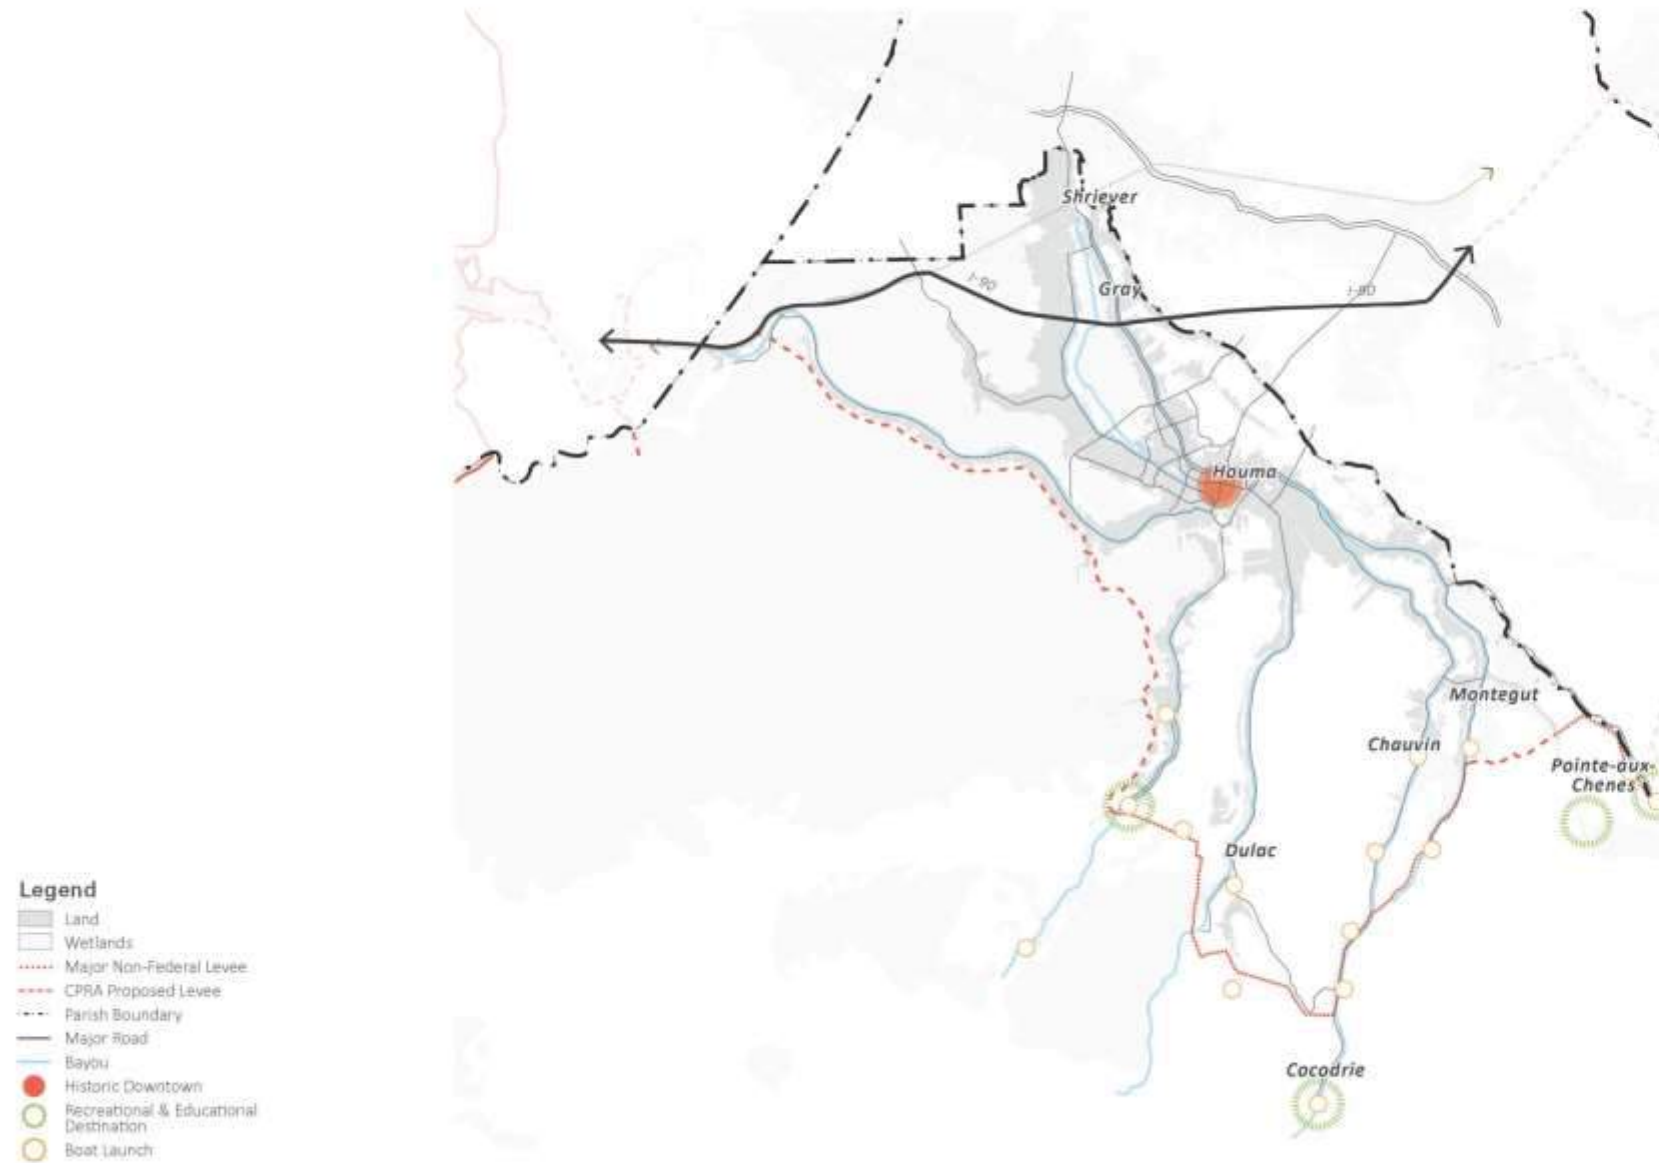 Shriever
I-90
Gray
I-90
Houma
Montegut
Chauvin
Pointe-aux-
Chenes
Dulac
Cocodrie
Legend
Land
Wetlands
Major Non-Federal Levee
CPRA Proposed Levee
Parish Boundary
Major Road
Bayou
Historic Downtown
Recreational & Educational
Destination
Boat Launch